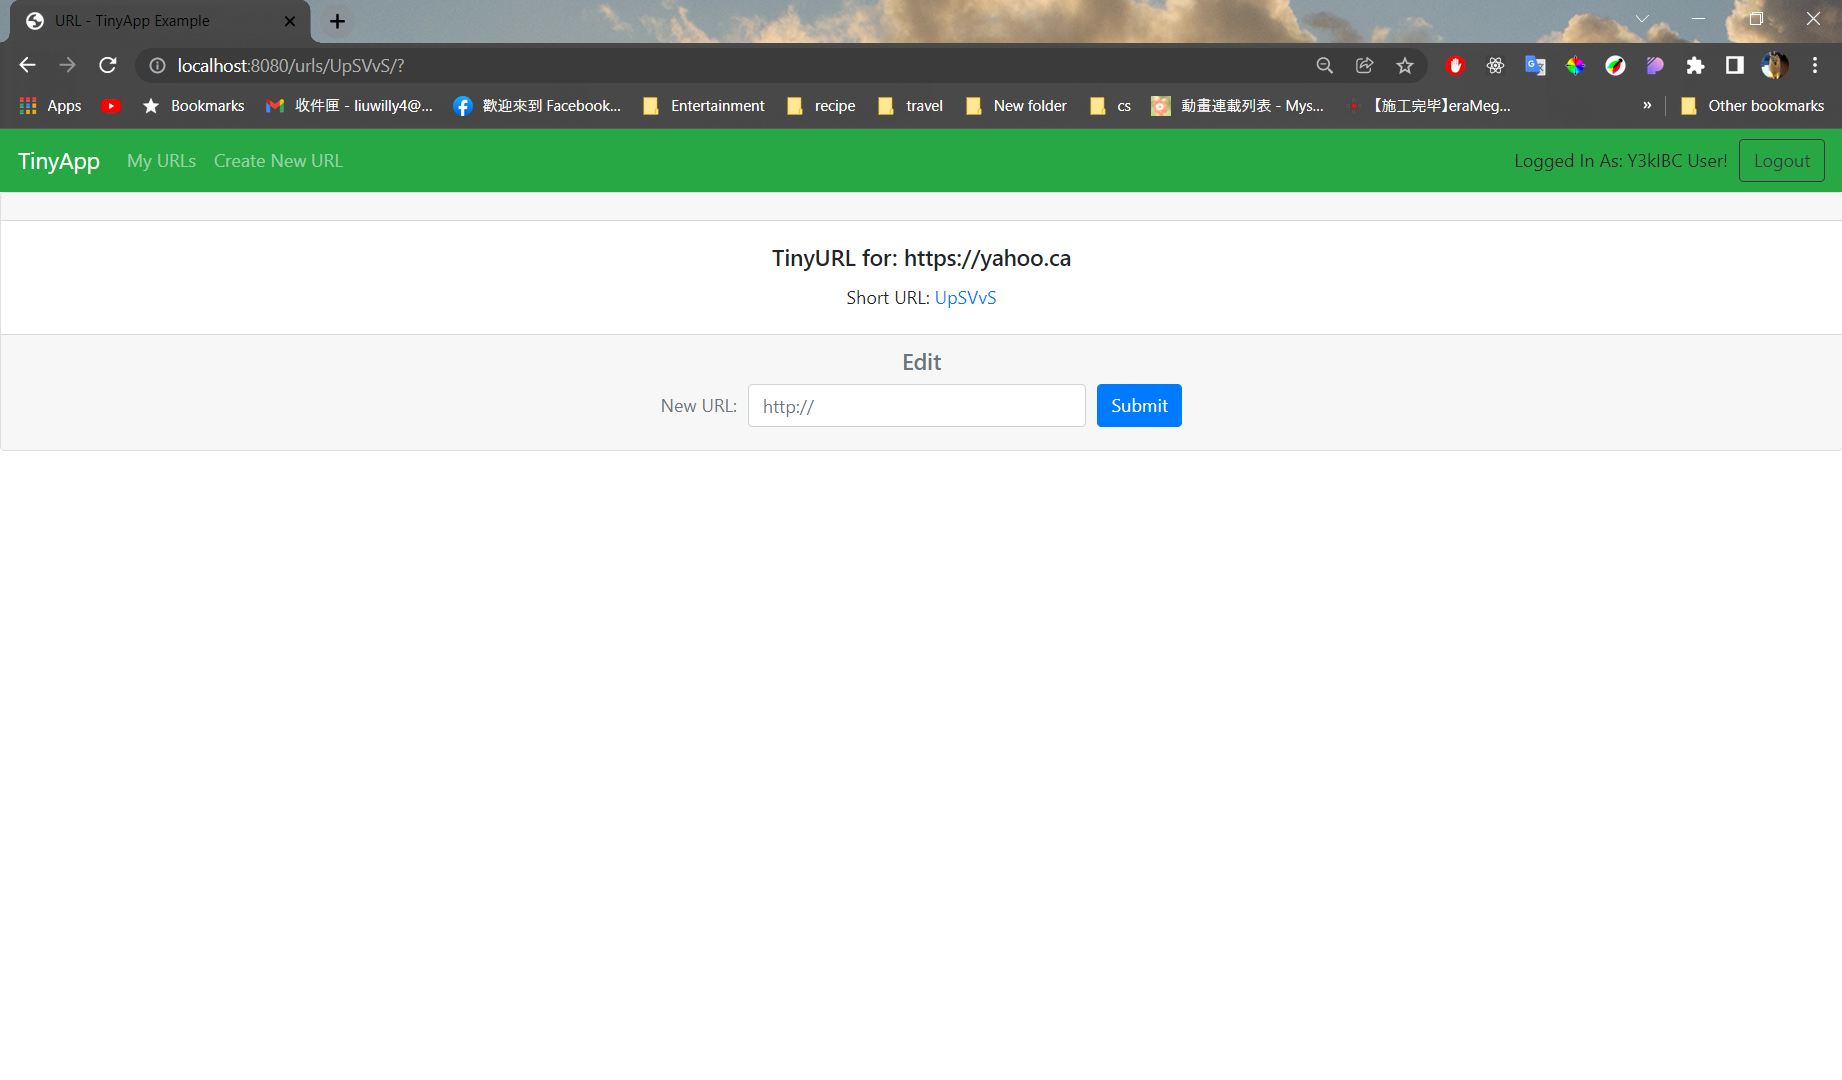 URL - TinyApp Example
localhost:8080/urls/UpSVvS/?
Apps Bookmarks 收件匣 - liuwilly4@... 歡迎來到 Facebook... Entertainment recipe travel New folder cs 動畫連載列表 - Mys... 【施工完毕】eraMeg... » Other bookmarks
TinyApp My URLs Create New URL Logged In As: Y3kIBC User! Logout
TinyURL for: https://yahoo.ca
Short URL: UpSVvS
Edit
New URL: http:// Submit